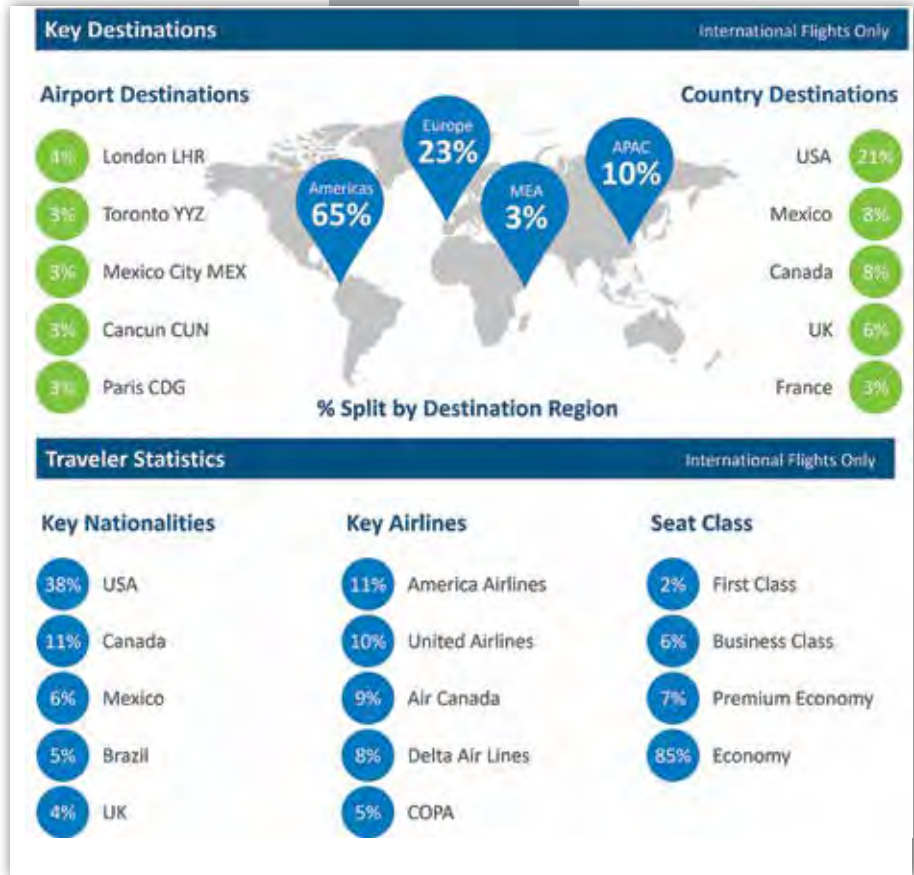 Key Destinations
International Flights Only
Airport Destinations
4% London LHR
3% Toronto YYZ
3% Mexico City MEX
3% Cancun CUN
3% Paris CDG
Americas
65%
Europe
23%
MEA
3%
APAC
10%
Country Destinations
USA 21%
Mexico 8%
Canada 8%
UK 6%
France 3%
% Split by Destination Region
Traveler Statistics
International Flights Only
Key Nationalities
38% USA
11% Canada
6% Mexico
5% Brazil
4% UK
Key Airlines
11% America Airlines
10% United Airlines
9% Air Canada
8% Delta Air Lines
5% COPA
Seat Class
2% First Class
6% Business Class
7% Premium Economy
85% Economy